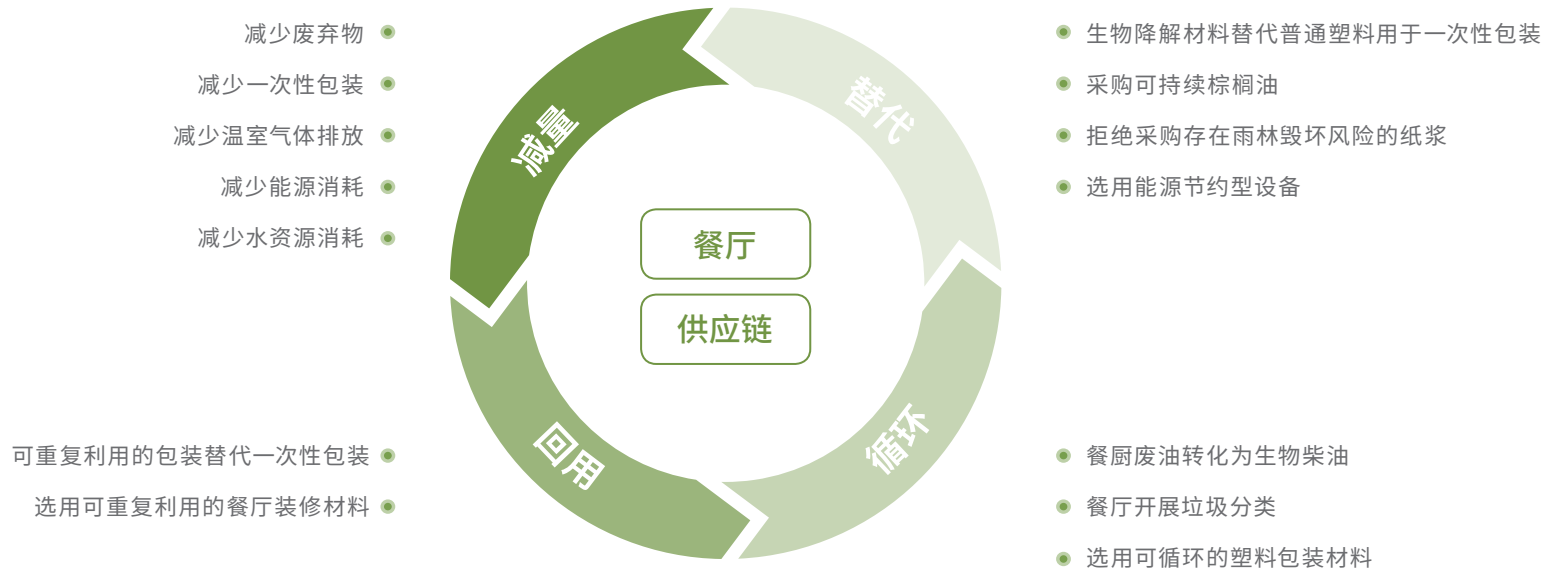 减少废弃物
减少一次性包装
减少温室气体排放
减少能源消耗
减少水资源消耗
减量
替代
生物降解材料替代普通塑料用于一次性包装
采购可持续棕榈油
拒绝采购存在雨林毁坏风险的纸浆
选用能源节约型设备
餐厅
供应链
可重复利用的包装替代一次性包装
选用可重复利用的餐厅装修材料
回用
循环
餐厨废油转化为生物柴油
餐厅开展垃圾分类
选用可循环的塑料包装材料